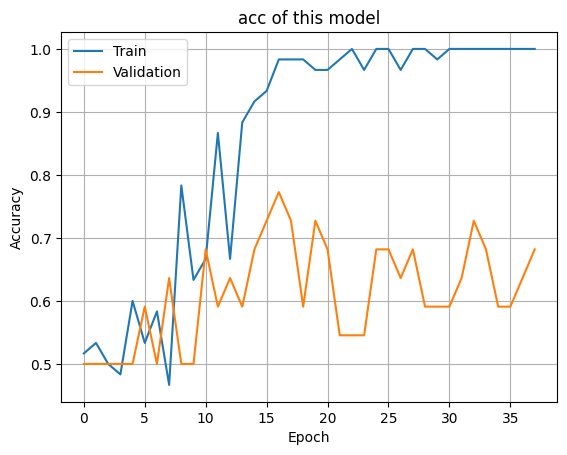 acc of this model
Train
Validation
1.0
0.9
0.8
0.7
0.6
0.5
Accuracy
0 5 10 15 20 25 30 35
Epoch